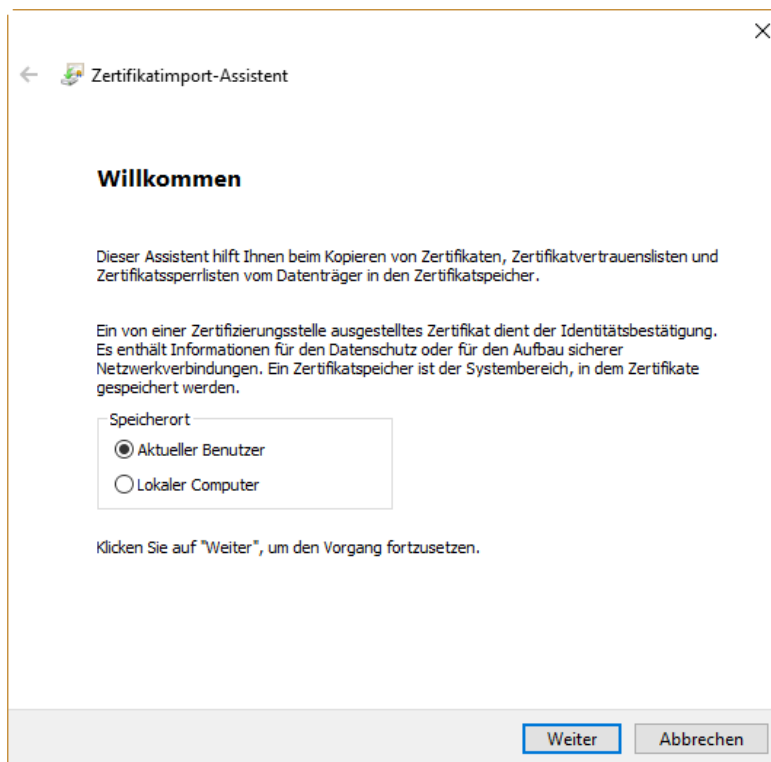 Zertifikatimport-Assistent
Willkommen
Dieser Assistent hilft Ihnen beim Kopieren von Zertifikaten, Zertifikatvertrauenslisten und
Zertifikatssperrlisten vom Datenträger in den Zertifikatspeicher.
Ein von einer Zertifizierungsstelle ausgestelltes Zertifikat dient der Identitätsbestätigung.
Es enthält Informationen für den Datenschutz oder für den Aufbau sicherer
Netzwerkverbindungen. Ein Zertifikatspeicher ist der Systembereich, in dem Zertifikate
gespeichert werden.
Speicherort
Aktueller Benutzer
Lokaler Computer
Klicken Sie auf "Weiter", um den Vorgang fortzusetzen.
Weiter Abbrechen